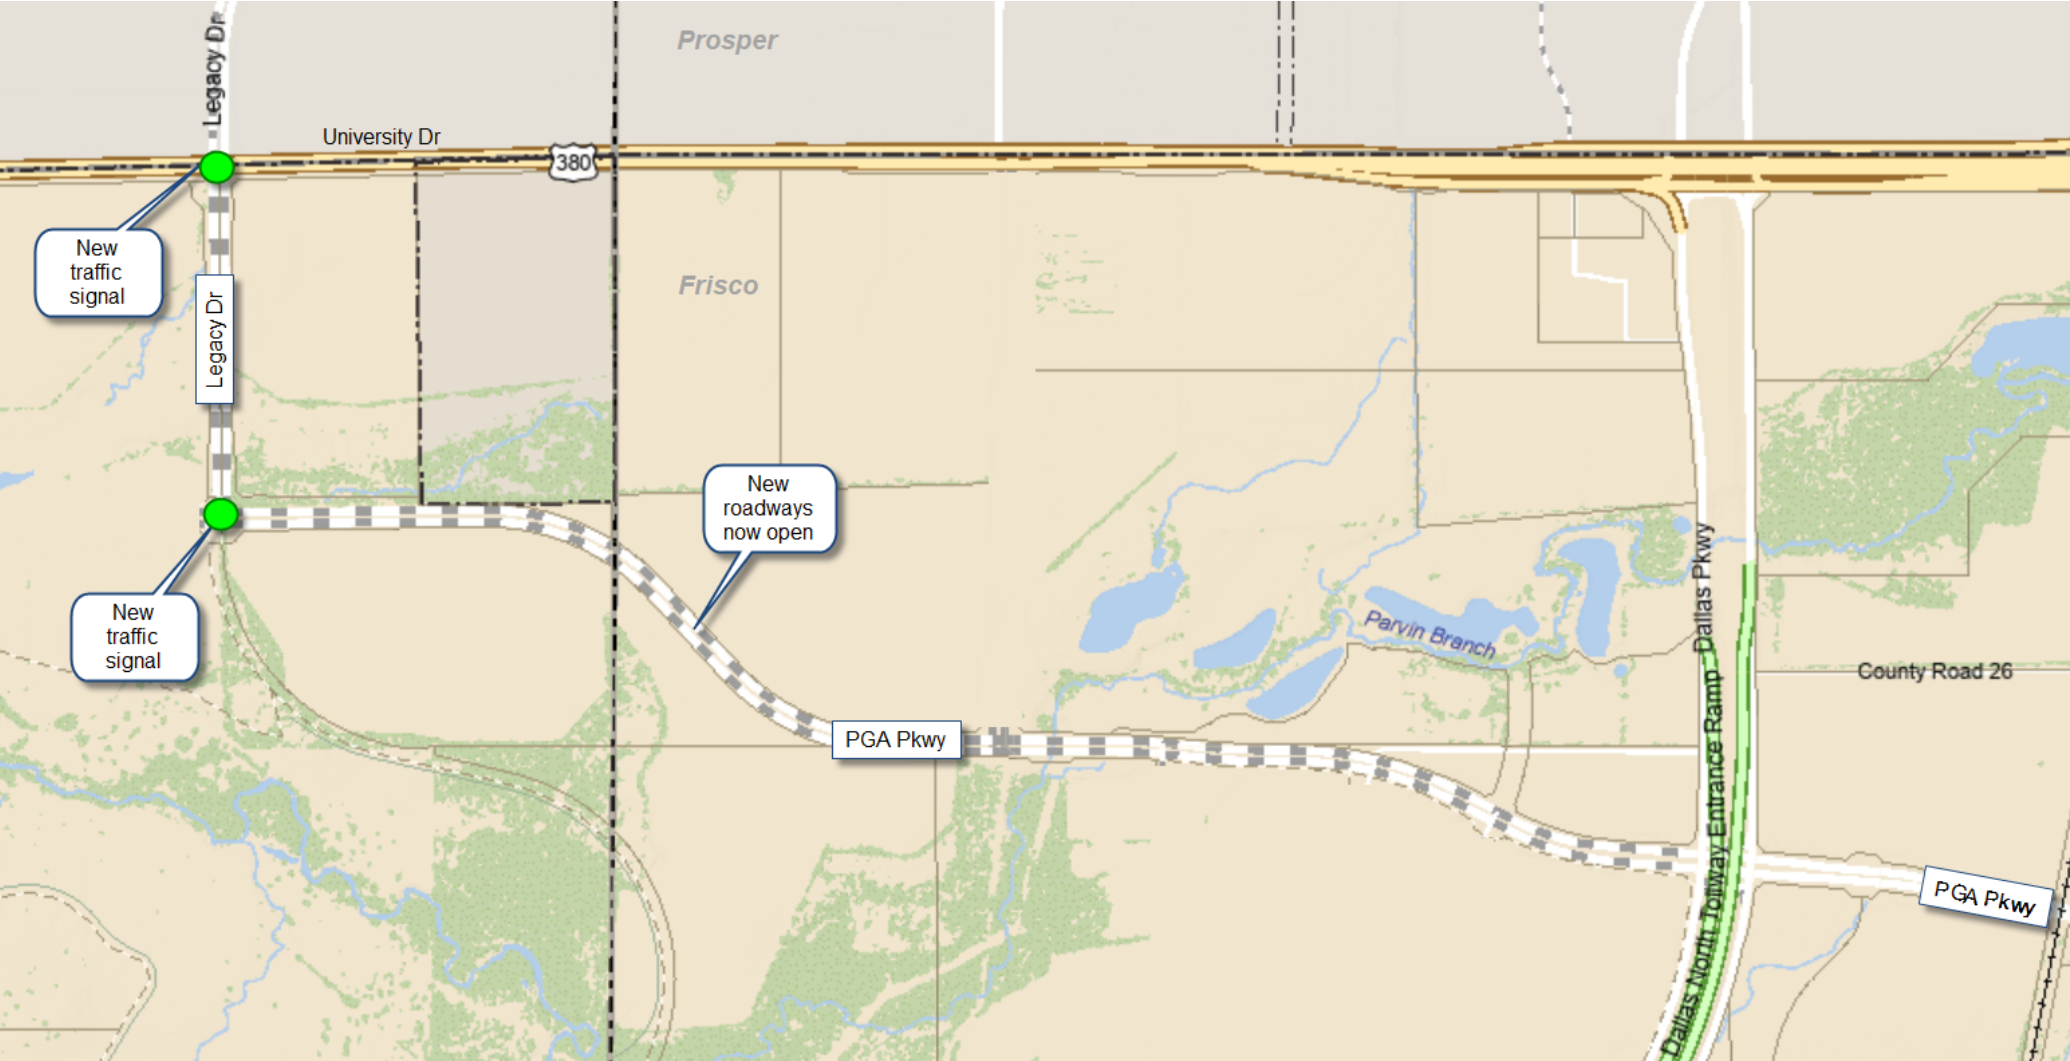 Legacy Dr
Prosper
University Dr
380
New
traffic
signal
Legacy Dr
Frisco
New
roadways
now open
New
traffic
signal
Parvin Branch
Dallas Pkwy
County Road 26
PGA Pkwy
Dallas North Tollway Entrance Ramp
PGA Pkwy